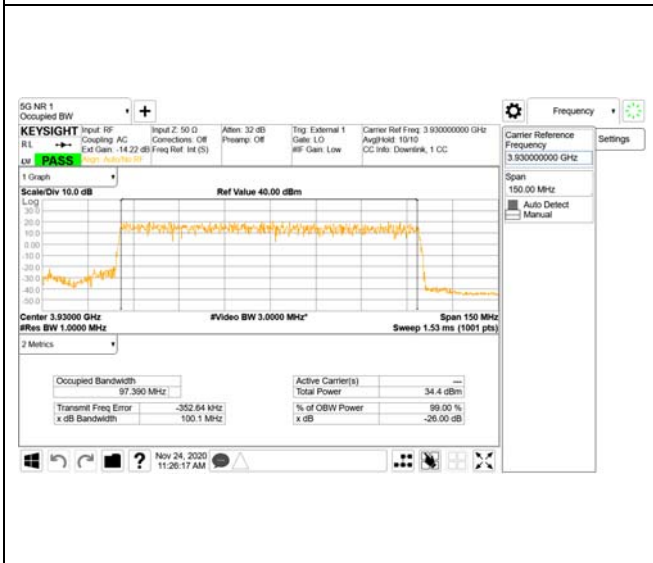 5G NR 1
Occupied BW
Frequency
KEYSIGHT Input: RF Input Z: 50 Ω Atten: 32 dB Trig: External 1 Carrier Ref Freq: 3.930000000 GHz
RL Coupling: AC Corrections: Off Preamp: Off Gate: LO Avg|Hold: 10/10
Ext Gain: -14.22 dB Freq Ref: Int (S) #IF Gain: Low CC Info: Downlink, 1 CC
PASS Align: Auto/No RF
Carrier Reference
Frequency
3.930000000 GHz
Settings
Span
150.00 MHz
Auto Detect
Manual
1 Graph
Scale/Div 10.0 dB Ref Value 40.00 dBm
Log
30.0
20.0
10.0
0.00
-10.0
-20.0
-30.0
-40.0
-50.0
Center 3.93000 GHz #Video BW 3.0000 MHz* Span 150 MHz
#Res BW 1.0000 MHz Sweep 1.53 ms (1001 pts)
2 Metrics
Occupied Bandwidth Active Carrier(s) ---
97.390 MHz Total Power 34.4 dBm
Transmit Freq Error -352.64 kHz % of OBW Power 99.00 %
x dB Bandwidth 100.1 MHz x dB -26.00 dB
Nov 24, 2020
11:26:17 AM